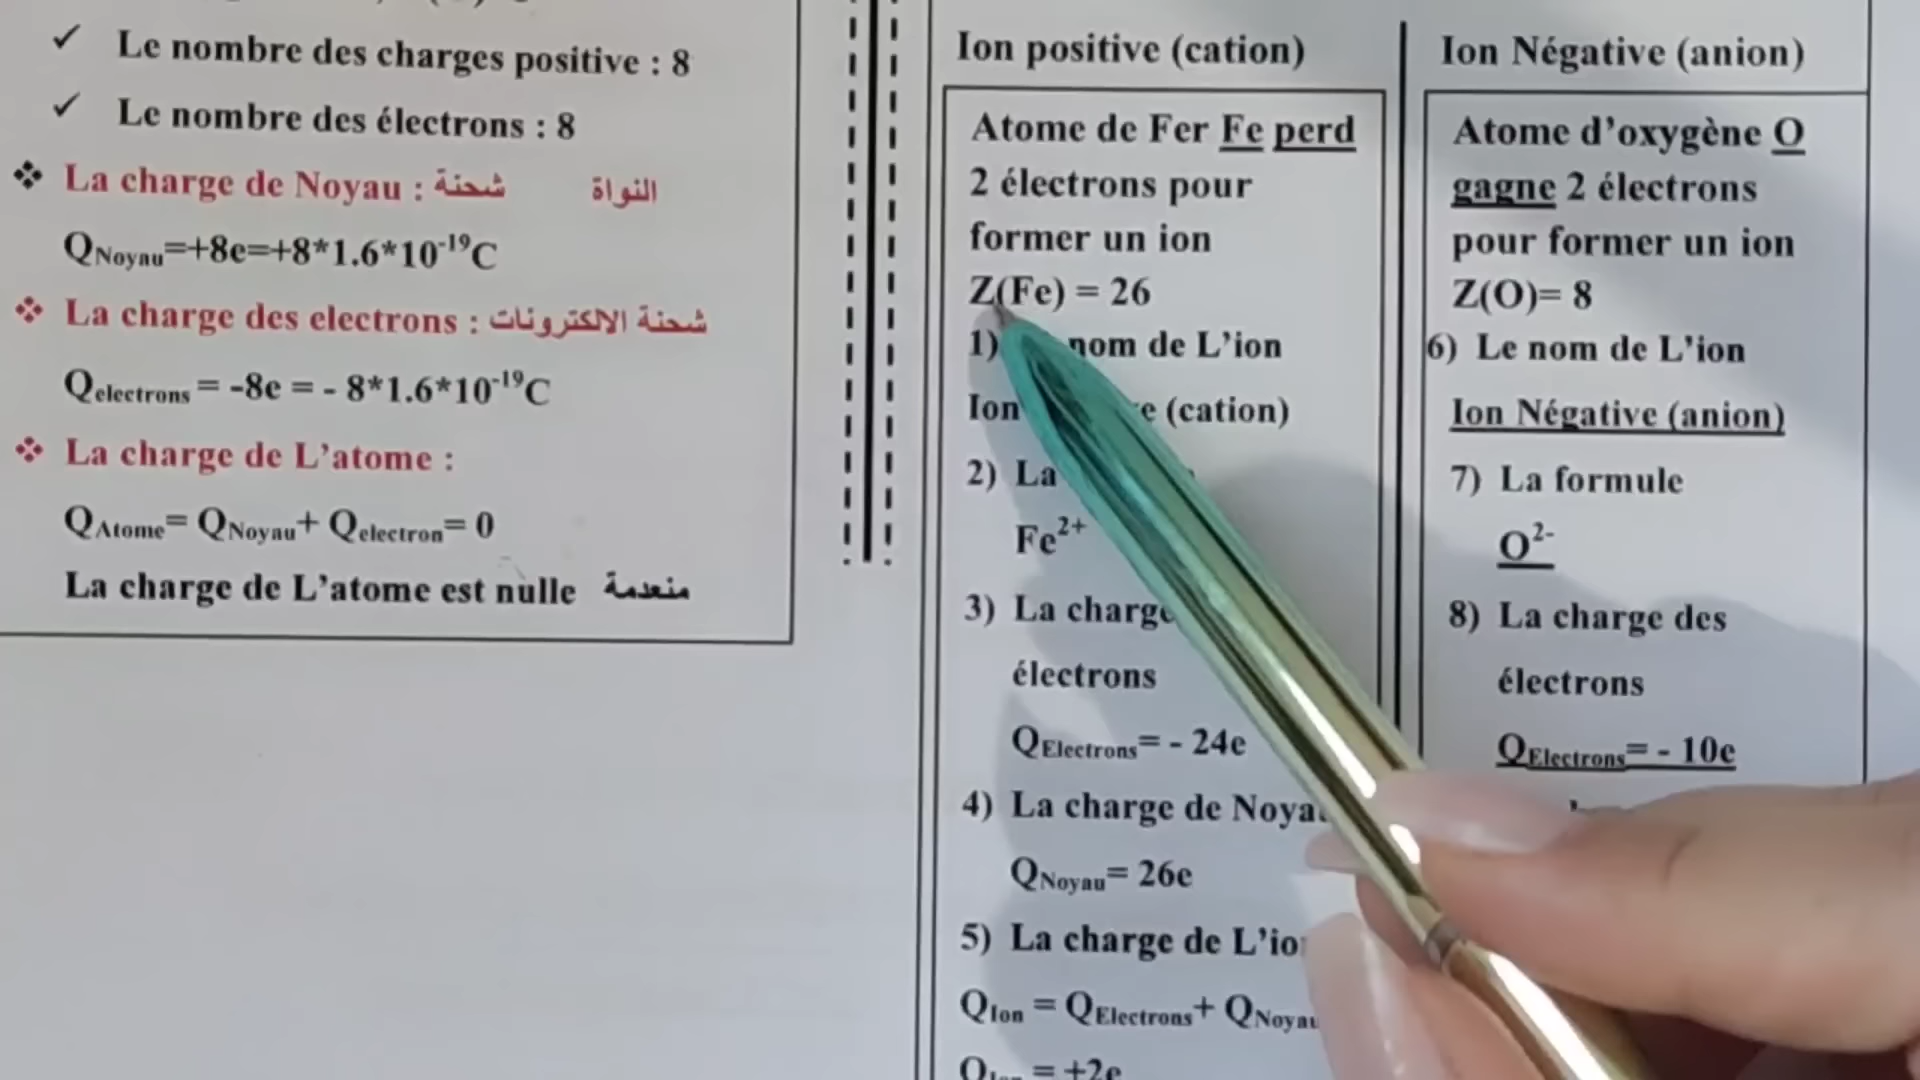 ✓ Le nombre des charges positive : 8
✓ Le nombre des électrons : 8
❖ La charge de Noyau : شحنة النواة
QNoyau=+8e=+8*1.6*10⁻¹⁹C
❖ La charge des electrons : شحنة الالكترونات
Qelectrons = -8e = - 8*1.6*10⁻¹⁹C
❖ La charge de L’atome :
QAtome= QNoyau+ Qelectron= 0
La charge de L’atome est nulle منعدمة
Ion positive (cation)
Atome de Fer Fe perd
2 électrons pour
former un ion
Z(Fe) = 26
1) nom de L’ion
Ion (cation)
2) La
Fe²⁺
3) La charge
électrons
QElectrons= - 24e
4) La charge de
QNoyau= 26e
5) La charge de
QIon = QElectrons+ QNoyau
= +2e
Ion Négative (anion)
Atome d’oxygène O
gagne 2 électrons
pour former un ion
Z(O)= 8
6) Le nom de L’ion
Ion Négative (anion)
7) La formule
O²⁻
8) La charge des
électrons
QElectrons= - 10e